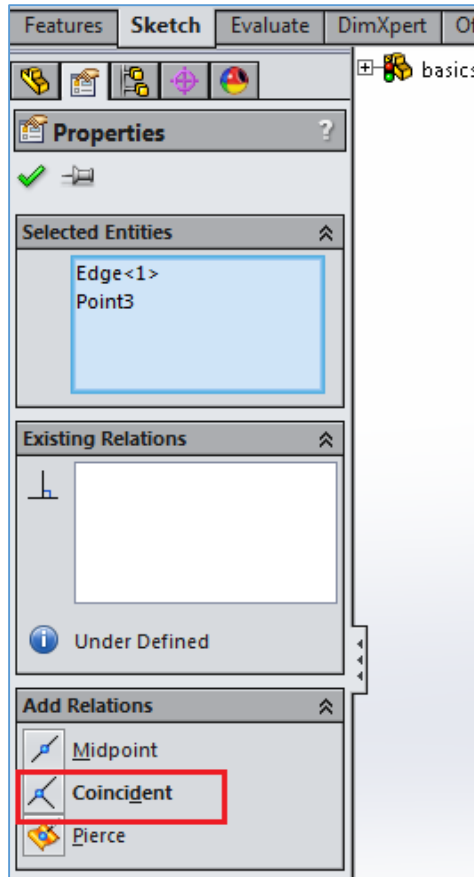 Features Sketch Evaluate DimXpert
basics
Properties ?
Selected Entities
Edge<1>
Point3
Existing Relations
Under Defined
Add Relations
Midpoint
Coincident
Pierce